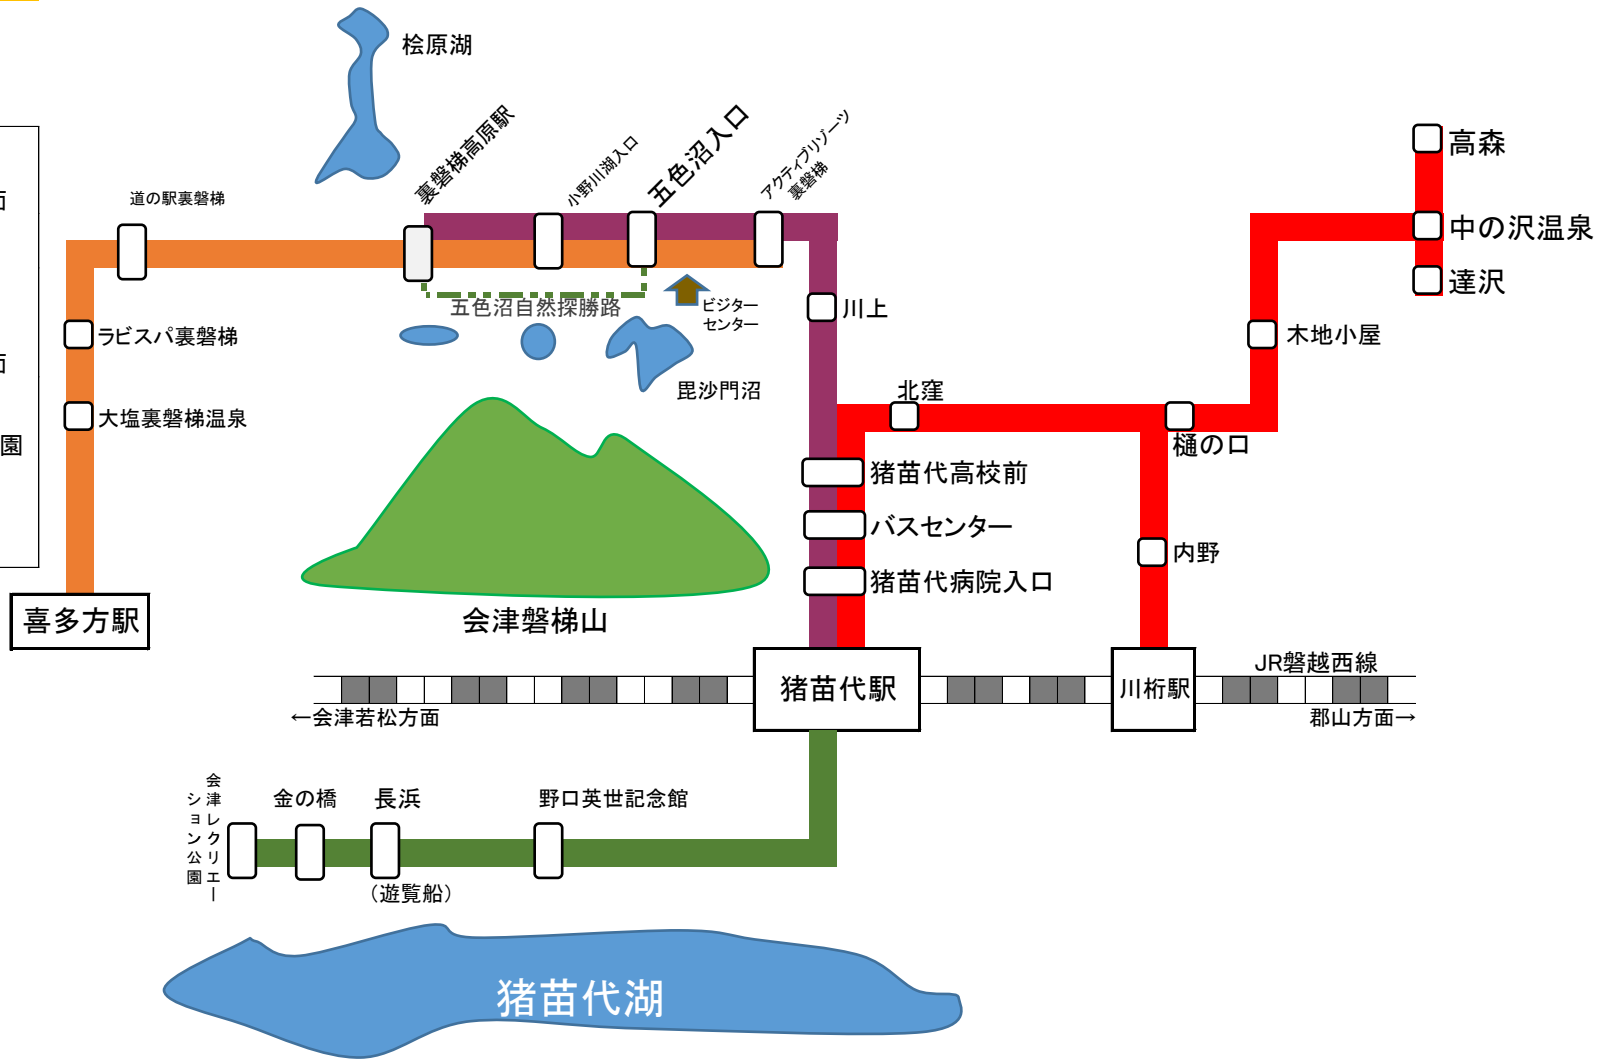 桧原湖
裏磐梯高原駅
小野川湖入口
五色沼入口
アクティブリゾーツ
裏磐梯
高森
道の駅裏磐梯
面
中の沢温泉
達沢
五色沼自然探勝路
ビジター
センター
川上
ラビスパ裏磐梯
木地小屋
面
毘沙門沼
北窪
大塩裏磐梯温泉
樋の口
園
猪苗代高校前
バスセンター
内野
猪苗代病院入口
喜多方駅
会津磐梯山
JR磐越西線
猪苗代駅
川桁駅
←会津若松方面
郡山方面→
会津レクリエー
ション公園
金の橋
長浜
野口英世記念館
（遊覧船）
猪苗代湖